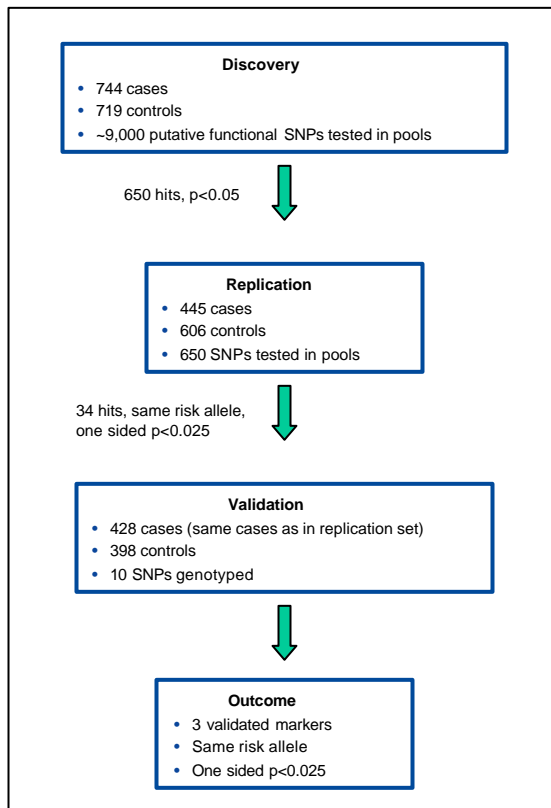 Discovery
• 744 cases
• 719 controls
• ~9,000 putative functional SNPs tested in pools
650 hits, p<0.05
Replication
• 445 cases
• 606 controls
• 650 SNPs tested in pools
34 hits, same risk allele,
one sided p<0.025
Validation
• 428 cases (same cases as in replication set)
• 398 controls
• 10 SNPs genotyped
Outcome
• 3 validated markers
• Same risk allele
• One sided p<0.025